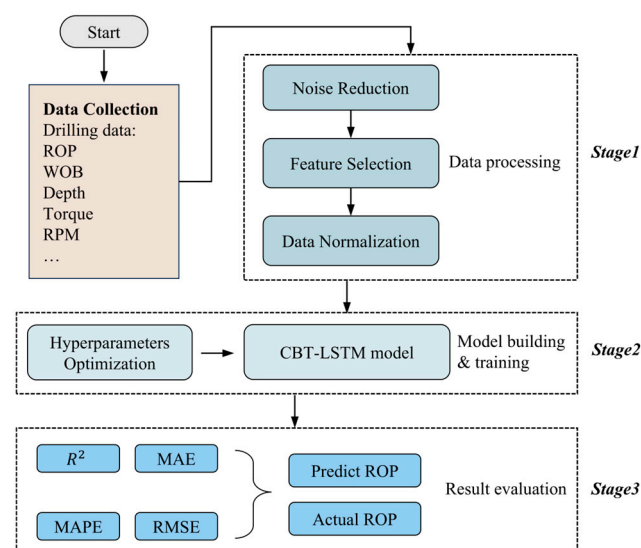 Start
Data Collection
Drilling data:
ROP
WOB
Depth
Torque
RPM
…
Noise Reduction
Feature Selection
Data Normalization
Data processing
Stage1
Hyperparameters
Optimization
CBT-LSTM model
Model building
& training
Stage2
R²
MAE
MAPE
RMSE
Predict ROP
Actual ROP
Result evaluation
Stage3